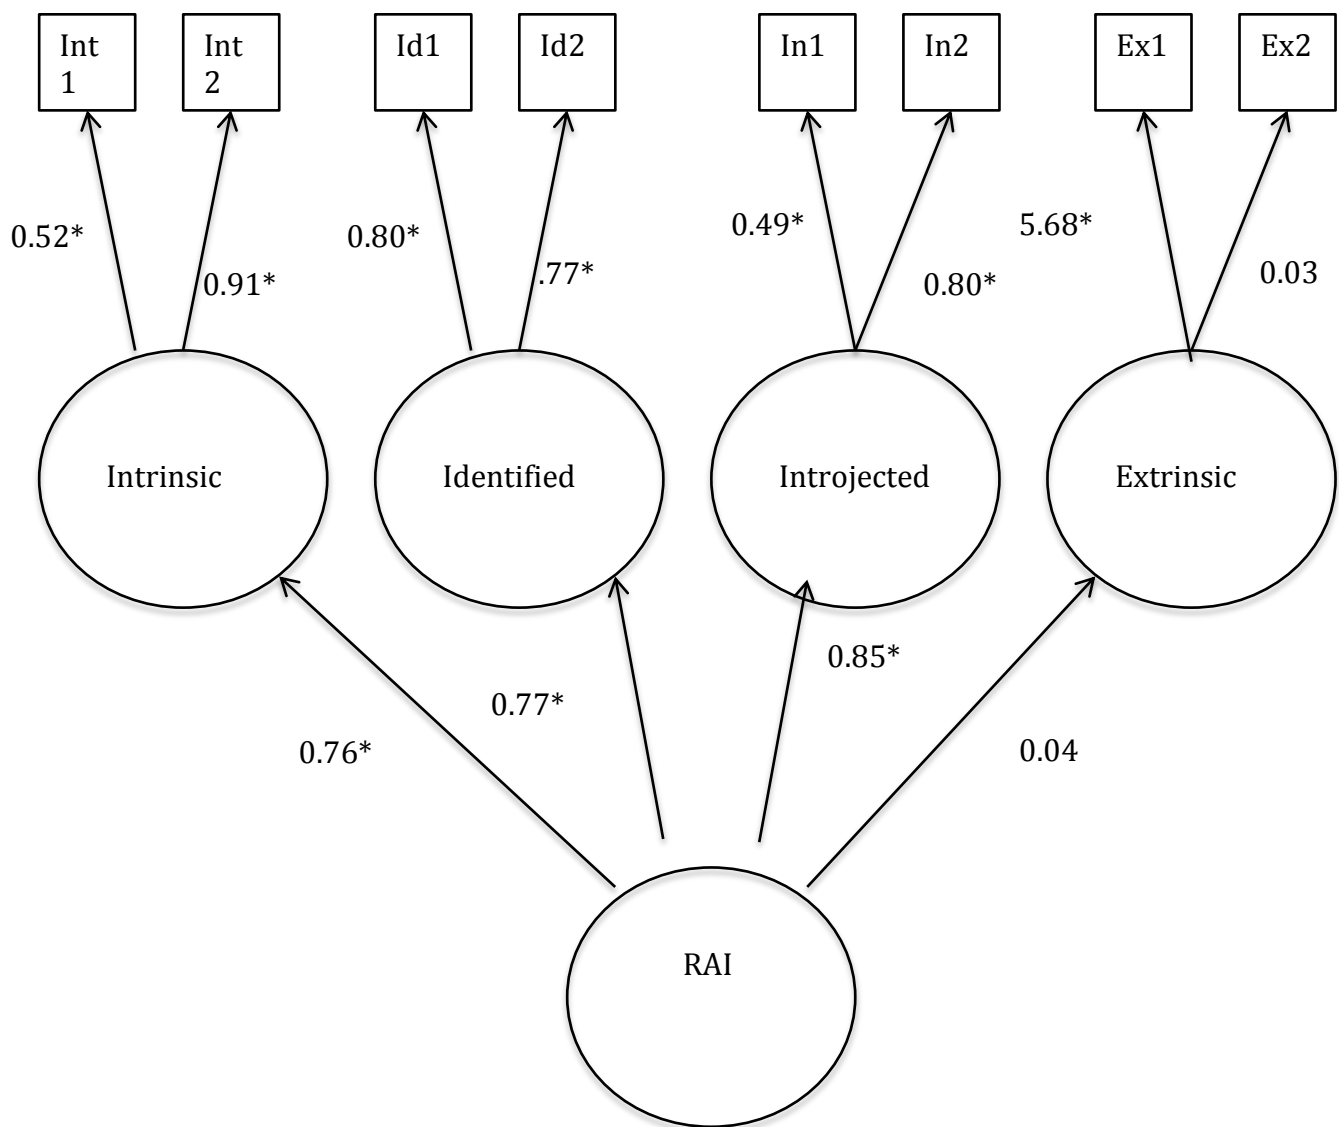 Int
1
Int
2
Id1
Id2
In1
In2
Ex1
Ex2
0.52*
0.91*
0.80*
.77*
0.49*
0.80*
5.68*
0.03
Intrinsic
Identified
Introjected
Extrinsic
0.76*
0.77*
0.85*
0.04
RAI